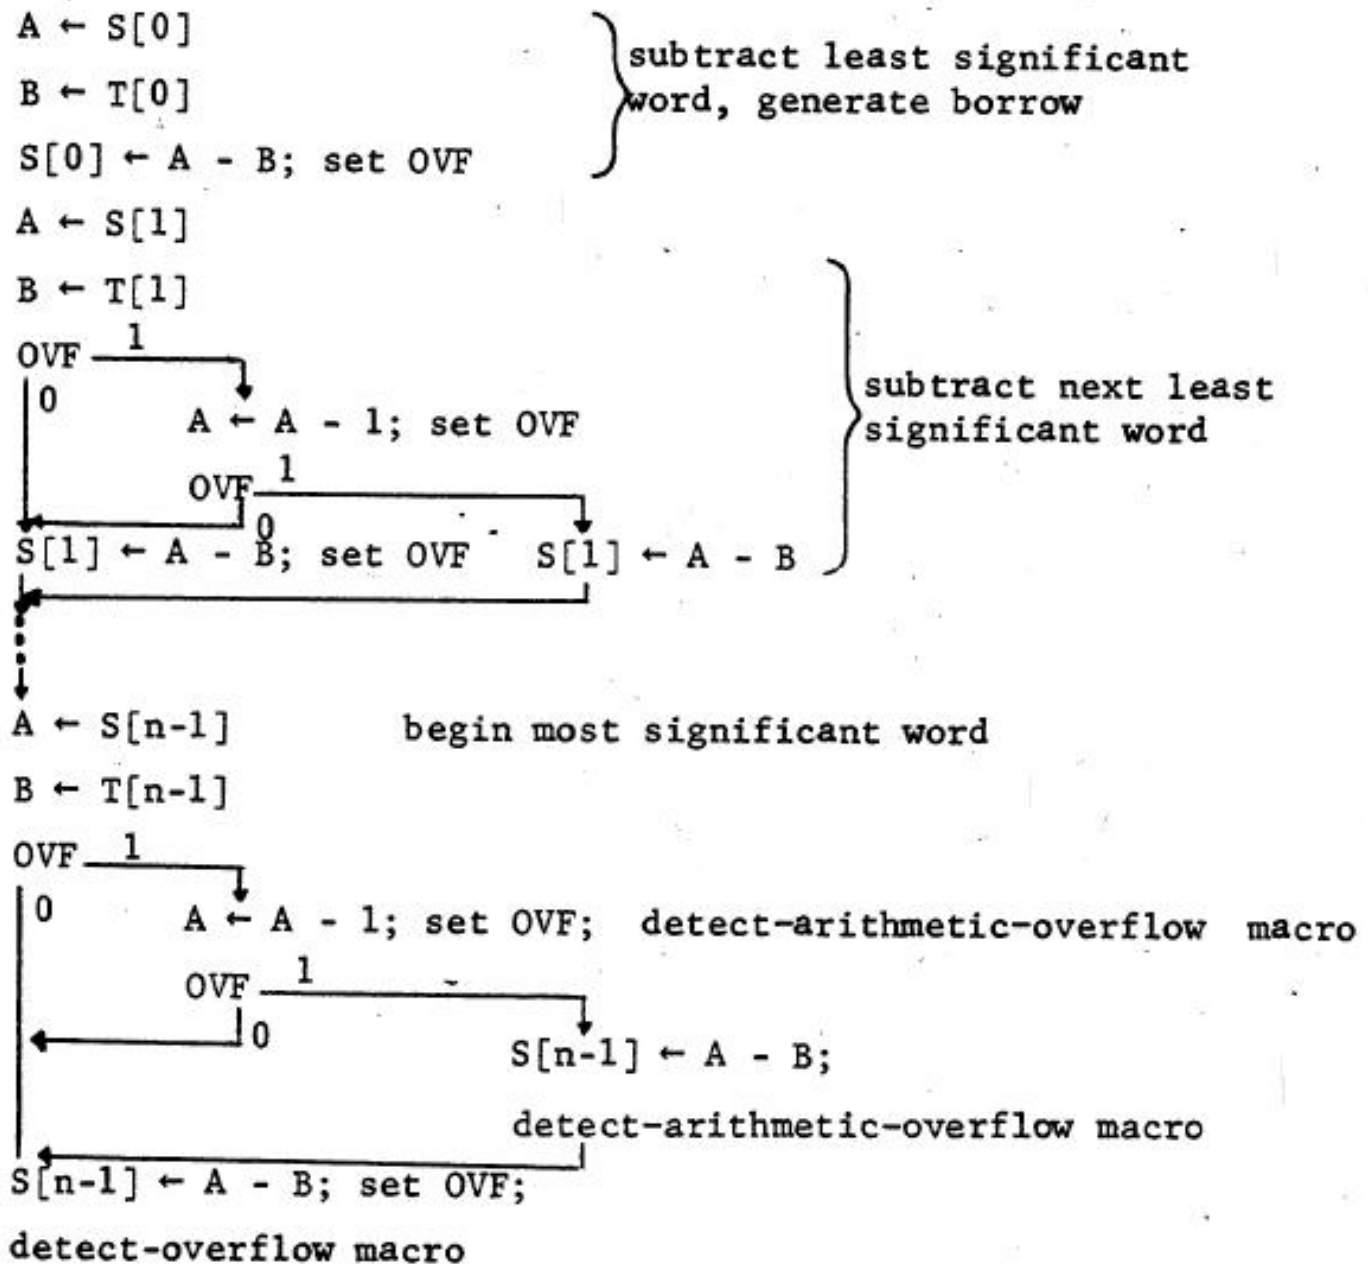 A ← S[0]
subtract least significant
B ← T[0]
word, generate borrow
S[0] ← A - B; set OVF
A ← S[1]
B ← T[1]
OVF 1
0
subtract next least
A ← A - 1; set OVF
significant word
OVF 1
0
S[1] ← A - B; set OVF S[1] ← A - B
A ← S[n-1] begin most significant word
B ← T[n-1]
OVF 1
0
A ← A - 1; set OVF; detect-arithmetic-overflow macro
OVF 1
0
S[n-1] ← A - B;
detect-arithmetic-overflow macro
S[n-1] ← A - B; set OVF;
detect-overflow macro